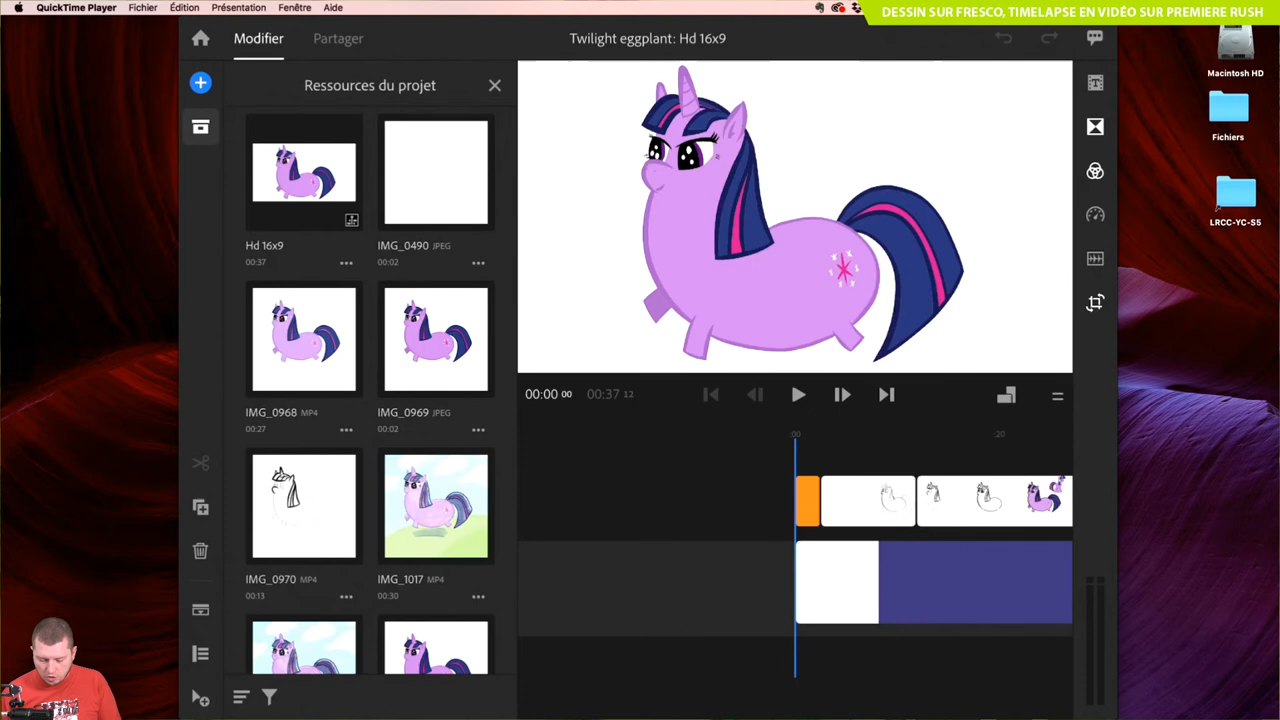 QuickTime Player Fichier Édition Présentation Fenêtre Aide
DESSIN SUR FRESCO, TIMELAPSE EN VIDÉO SUR PREMIERE RUSH
Modifier Partager Twilight eggplant: Hd 16x9
Ressources du projet
Hd 16x9
00:37
IMG_0490 JPEG
00:02
IMG_0968 MP4
00:27
IMG_0969 JPEG
00:02
IMG_0970 MP4
00:13
IMG_1017 MP4
00:30
00:00 00 00:37 12
:00 :20
Macintosh HD
Fichiers
LRCC-YC-S5